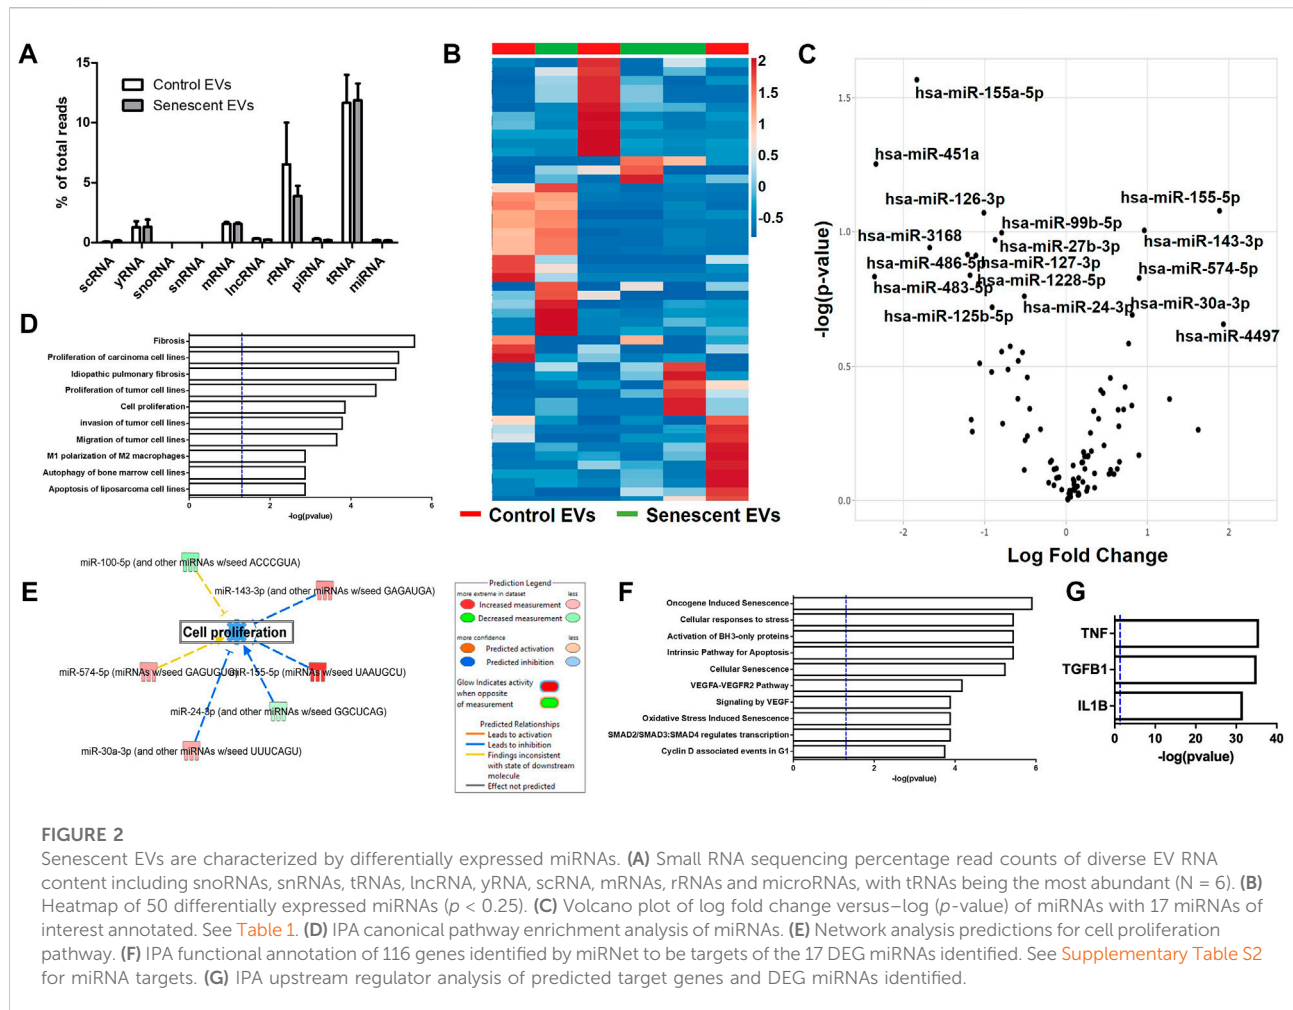 A
% of total reads
15
10
5
0
Control EVs
Senescent EVs
scRNA
yRNA
snoRNA
snRNA
mRNA
lncRNA
rRNA
piRNA
tRNA
miRNA
B
2
1.5
1
0.5
0
-0.5
Control EVs
Senescent EVs
C
-log(p-value)
1.5
1.0
0.5
0.0
hsa-miR-155a-5p
hsa-miR-451a
hsa-miR-126-3p
hsa-miR-155-5p
hsa-miR-99b-5p
hsa-miR-3168
hsa-miR-27b-3p
hsa-miR-143-3p
hsa-miR-486-5p
hsa-miR-127-3p
hsa-miR-574-5p
hsa-miR-483-5p
hsa-miR-1228-5p
hsa-miR-125b-5p
hsa-miR-24-3p
hsa-miR-30a-3p
hsa-miR-4497
-2
-1
0
1
2
Log Fold Change
D
Fibrosis
Proliferation of carcinoma cell lines
Idiopathic pulmonary fibrosis
Proliferation of tumor cell lines
Cell proliferation
invasion of tumor cell lines
Migration of tumor cell lines
M1 polarization of M2 macrophages
Autophagy of bone marrow cell lines
Apoptosis of liposarcoma cell lines
0
2
4
6
-log(pvalue)
E
miR-100-5p (and other miRNAs w/seed ACCCGUA)
miR-143-3p (and other miRNAs w/seed GAGAUGA)
Cell proliferation
miR-574-5p (miRNAs w/seed GAGUGUG)
miR-155-5p (miRNAs w/seed UAAUGCU)
miR-24-3p (and other miRNAs w/seed GGCUCAG)
miR-30a-3p (and other miRNAs w/seed UUUCAGU)
Prediction Legend
more extreme in dataset
less
Increased measurement
Decreased measurement
more confidence
less
Predicted activation
Predicted inhibition
Glow Indicates activity
when opposite
of measurement
Predicted Relationships
Leads to activation
Leads to inhibition
Findings inconsistent
with state of downstream
molecule
Effect not predicted
F
Oncogene Induced Senescence
Cellular responses to stress
Activation of BH3-only proteins
Intrinsic Pathway for Apoptosis
Cellular Senescence
VEGFA-VEGFR2 Pathway
Signaling by VEGF
Oxidative Stress Induced Senescence
SMAD2/SMAD3:SMAD4 regulates transcription
Cyclin D associated events in G1
0
2
4
6
-log(pvalue)
G
TNF
TGFB1
IL1B
0
10
20
30
40
-log(pvalue)
FIGURE 2
Senescent EVs are characterized by differentially expressed miRNAs. (A) Small RNA sequencing percentage read counts of diverse EV RNA
content including snoRNAs, snRNAs, tRNAs, lncRNA, yRNA, scRNA, mRNAs, rRNAs and microRNAs, with tRNAs being the most abundant (N = 6). (B)
Heatmap of 50 differentially expressed miRNAs (p < 0.25). (C) Volcano plot of log fold change versus–log (p-value) of miRNAs with 17 miRNAs of
interest annotated. See Table 1. (D) IPA canonical pathway enrichment analysis of miRNAs. (E) Network analysis predictions for cell proliferation
pathway. (F) IPA functional annotation of 116 genes identified by miRNet to be targets of the 17 DEG miRNAs identified. See Supplementary Table S2
for miRNA targets. (G) IPA upstream regulator analysis of predicted target genes and DEG miRNAs identified.